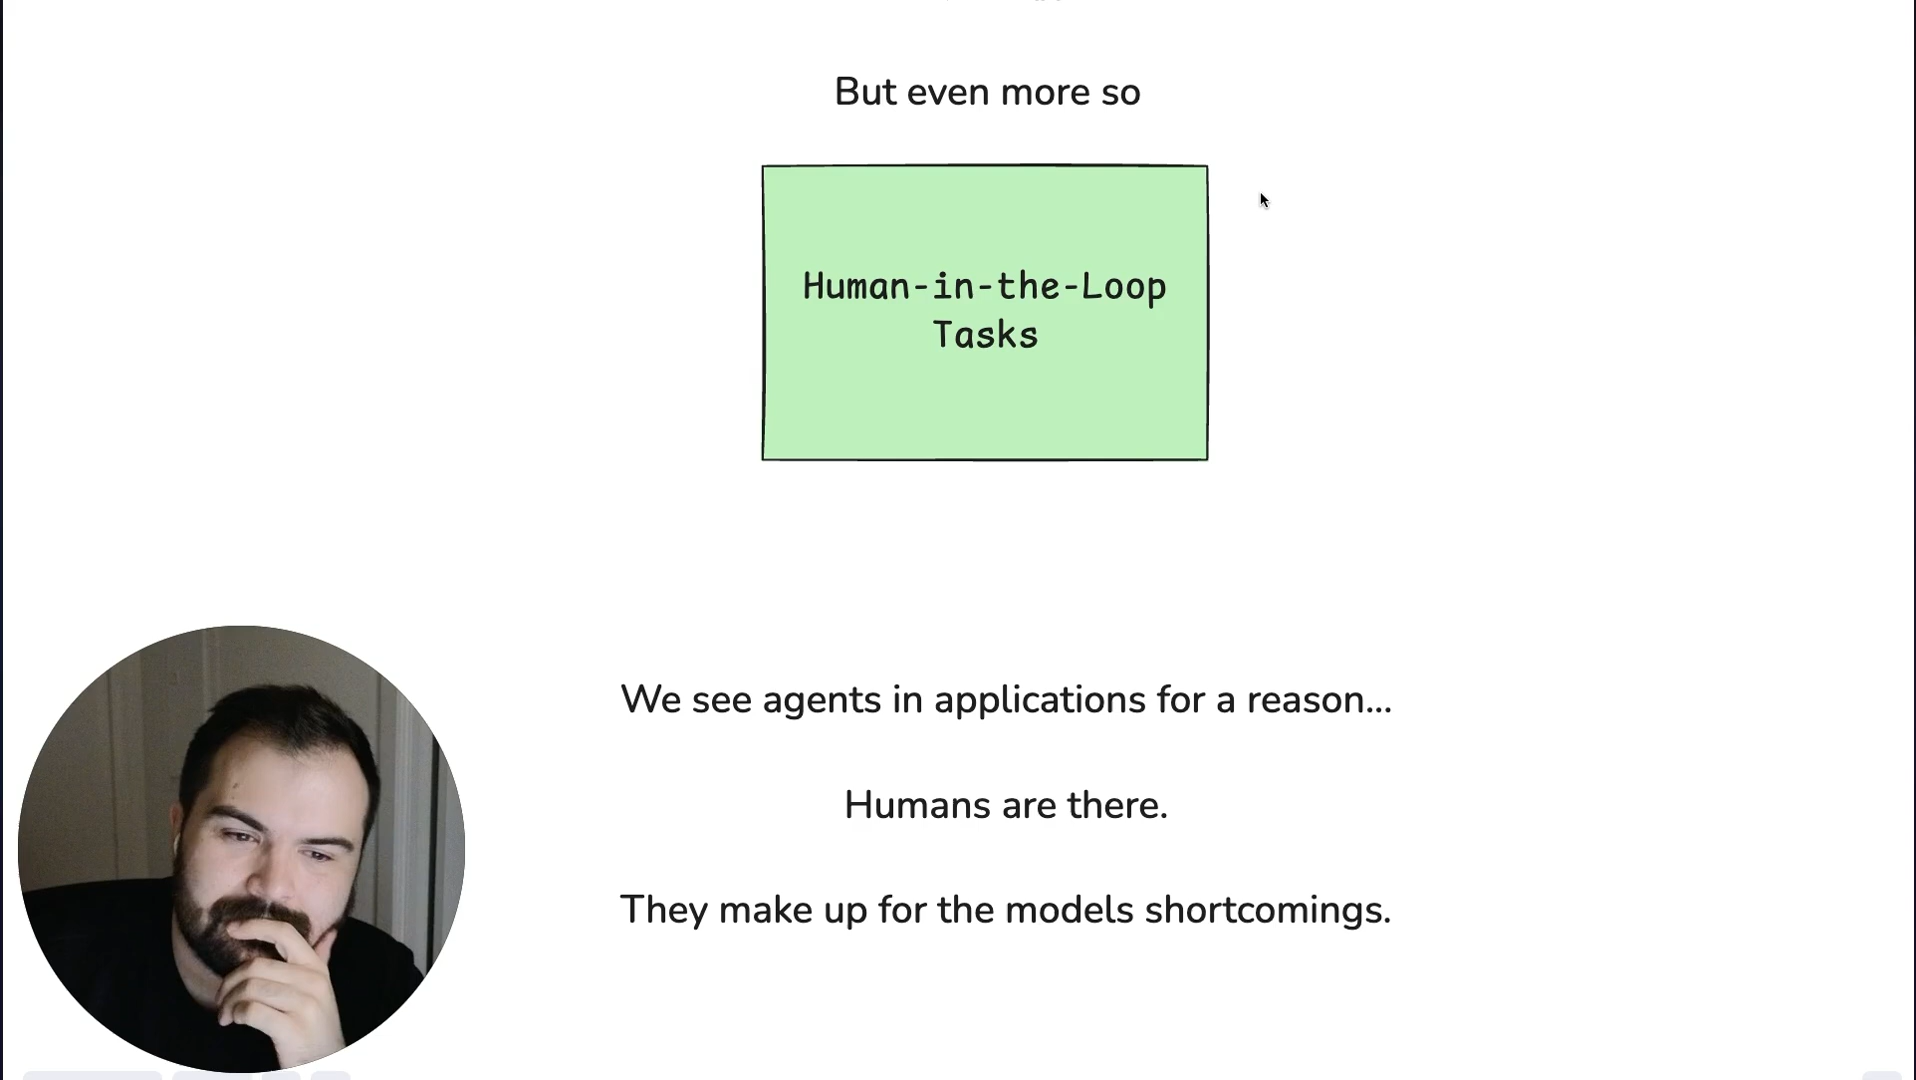 But even more so
Human-in-the-Loop
Tasks
We see agents in applications for a reason...
Humans are there.
They make up for the models shortcomings.